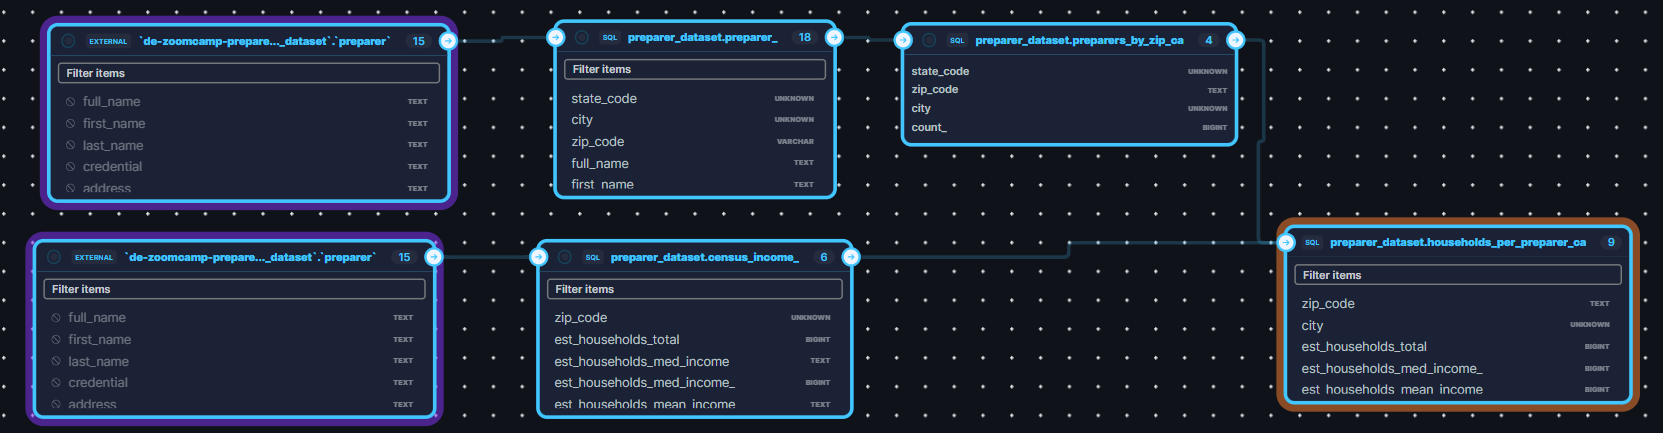 EXTERNAL `de-zoomcamp-prepare..._dataset`.`preparer` 15
Filter items
full_name TEXT
first_name TEXT
last_name TEXT
credential TEXT
address TEXT
SQL preparer_dataset.preparer_ 18
Filter items
state_code UNKNOWN
city UNKNOWN
zip_code VARCHAR
full_name TEXT
first_name TEXT
SQL preparer_dataset.preparers_by_zip_ca 4
state_code UNKNOWN
zip_code TEXT
city UNKNOWN
count_ BIGINT
EXTERNAL `de-zoomcamp-prepare..._dataset`.`preparer` 15
Filter items
full_name TEXT
first_name TEXT
last_name TEXT
credential TEXT
address TEXT
SQL preparer_dataset.census_income_ 6
Filter items
zip_code UNKNOWN
est_households_total BIGINT
est_households_med_income TEXT
est_households_med_income_ BIGINT
est_households_mean_income TEXT
SQL preparer_dataset.households_per_preparer_ca 9
Filter items
zip_code TEXT
city UNKNOWN
est_households_total BIGINT
est_households_med_income_ BIGINT
est_households_mean_income BIGINT